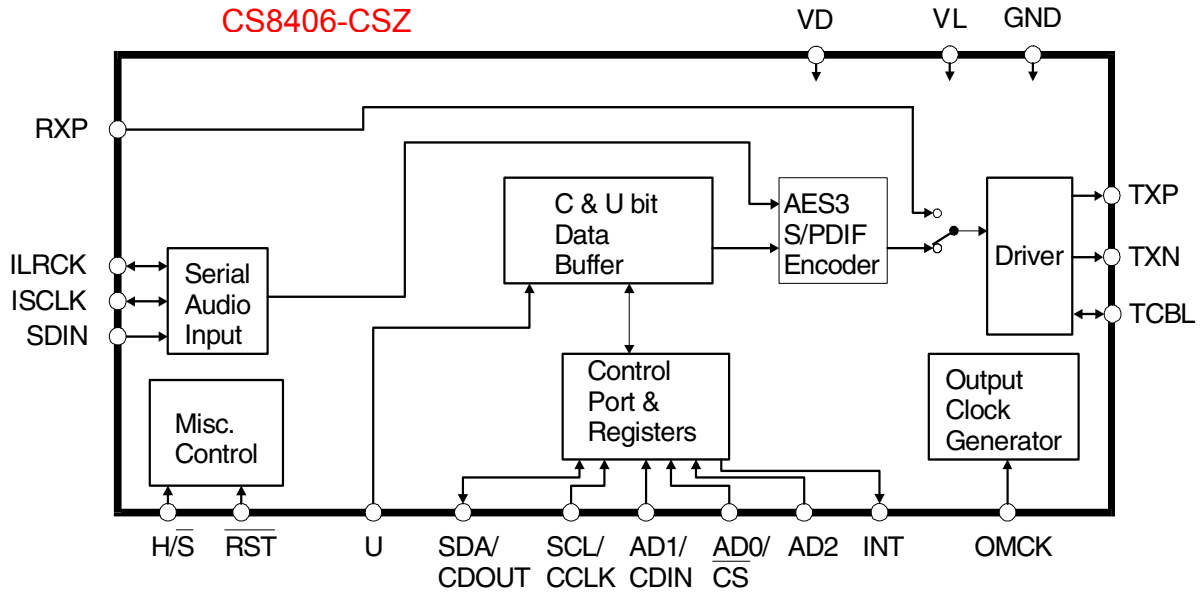 CS8406-CSZ
VD
VL
GND
RXP
ILRCK
ISCLK
SDIN
Serial
Audio
Input
C & U bit
Data
Buffer
AES3
S/PDIF
Encoder
Driver
TXP
TXN
TCBL
Misc.
Control
Control
Port &
Registers
Output
Clock
Generator
H/S̅
R̅S̅T̅
U
SDA/
CDOUT
SCL/
CCLK
AD1/
CDIN
AD0/
C̅S̅
AD2
INT
OMCK